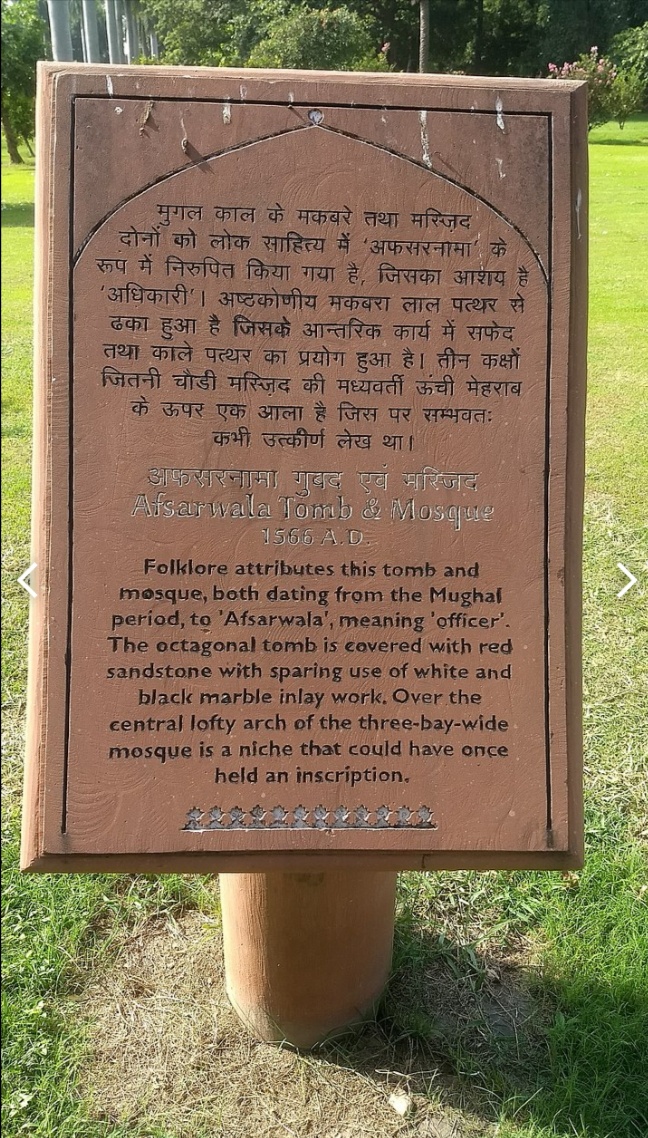 मुगल काल के मकबरे तथा मस्ज़िद
दोनों को लोक साहित्य में 'अफसरनामा' के
रूप में निरुपित किया गया है, जिसका आशय है
'अधिकारी'। अष्टकोणीय मकबरा लाल पत्थर से
ढका हुआ है जिसके आन्तरिक कार्य में सफेद
तथा काले पत्थर का प्रयोग हुआ है। तीन कक्षों
जितनी चौडी मस्ज़िद की मध्यवर्ती ऊंची मेहराब
के ऊपर एक आला है जिस पर सम्भवतः
कभी उत्कीर्ण लेख था।
अफसरनामा गुबद एवं मस्जिद
Afsarwala Tomb & Mosque
1566 A.D.
Folklore attributes this tomb and
mosque, both dating from the Mughal
period, to 'Afsarwala', meaning 'officer'.
The octagonal tomb is covered with red
sandstone with sparing use of white and
black marble inlay work. Over the
central lofty arch of the three-bay-wide
mosque is a niche that could have once
held an inscription.